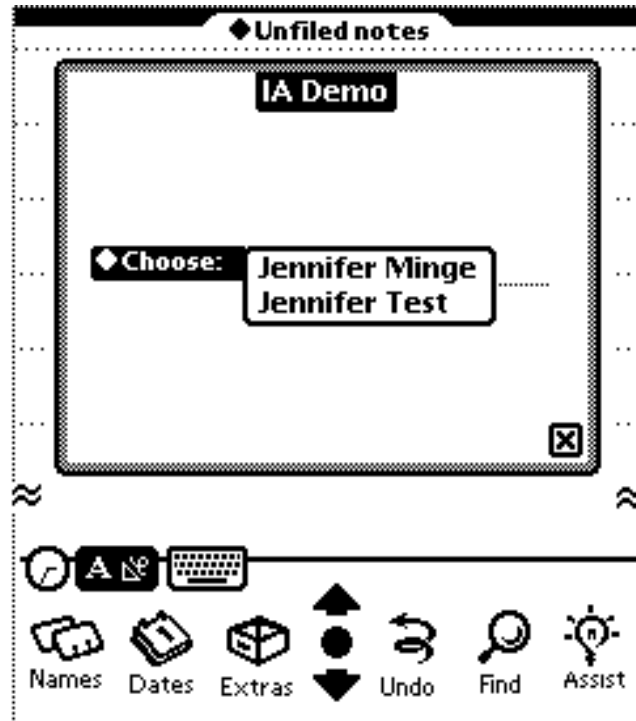 ◆Unfiled notes
IA Demo
◆Choose:
Jennifer Minge
Jennifer Test
A
Names
Dates
Extras
Undo
Find
Assist